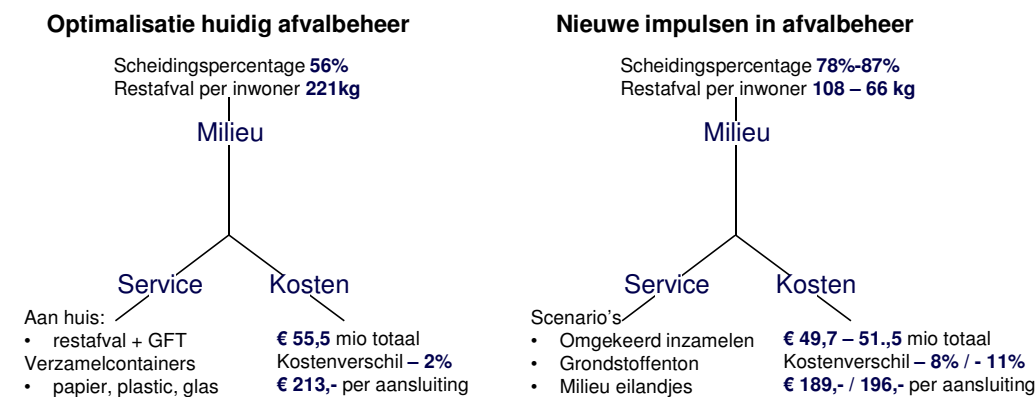 Optimalisatie huidig afvalbeheer
Scheidingspercentage 56%
Restafval per inwoner 221kg
Milieu
Service
Kosten
Aan huis:
• restafval + GFT
Verzamelcontainers
• papier, plastic, glas
€ 55,5 mio totaal
Kostenverschil – 2%
€ 213,- per aansluiting
Nieuwe impulsen in afvalbeheer
Scheidingspercentage 78%-87%
Restafval per inwoner 108 – 66 kg
Milieu
Service
Kosten
Scenario's
• Omgekeerd inzamelen
• Grondstoffenton
• Milieu eilandjes
€ 49,7 – 51.,5 mio totaal
Kostenverschil – 8% / - 11%
€ 189,- / 196,- per aansluiting